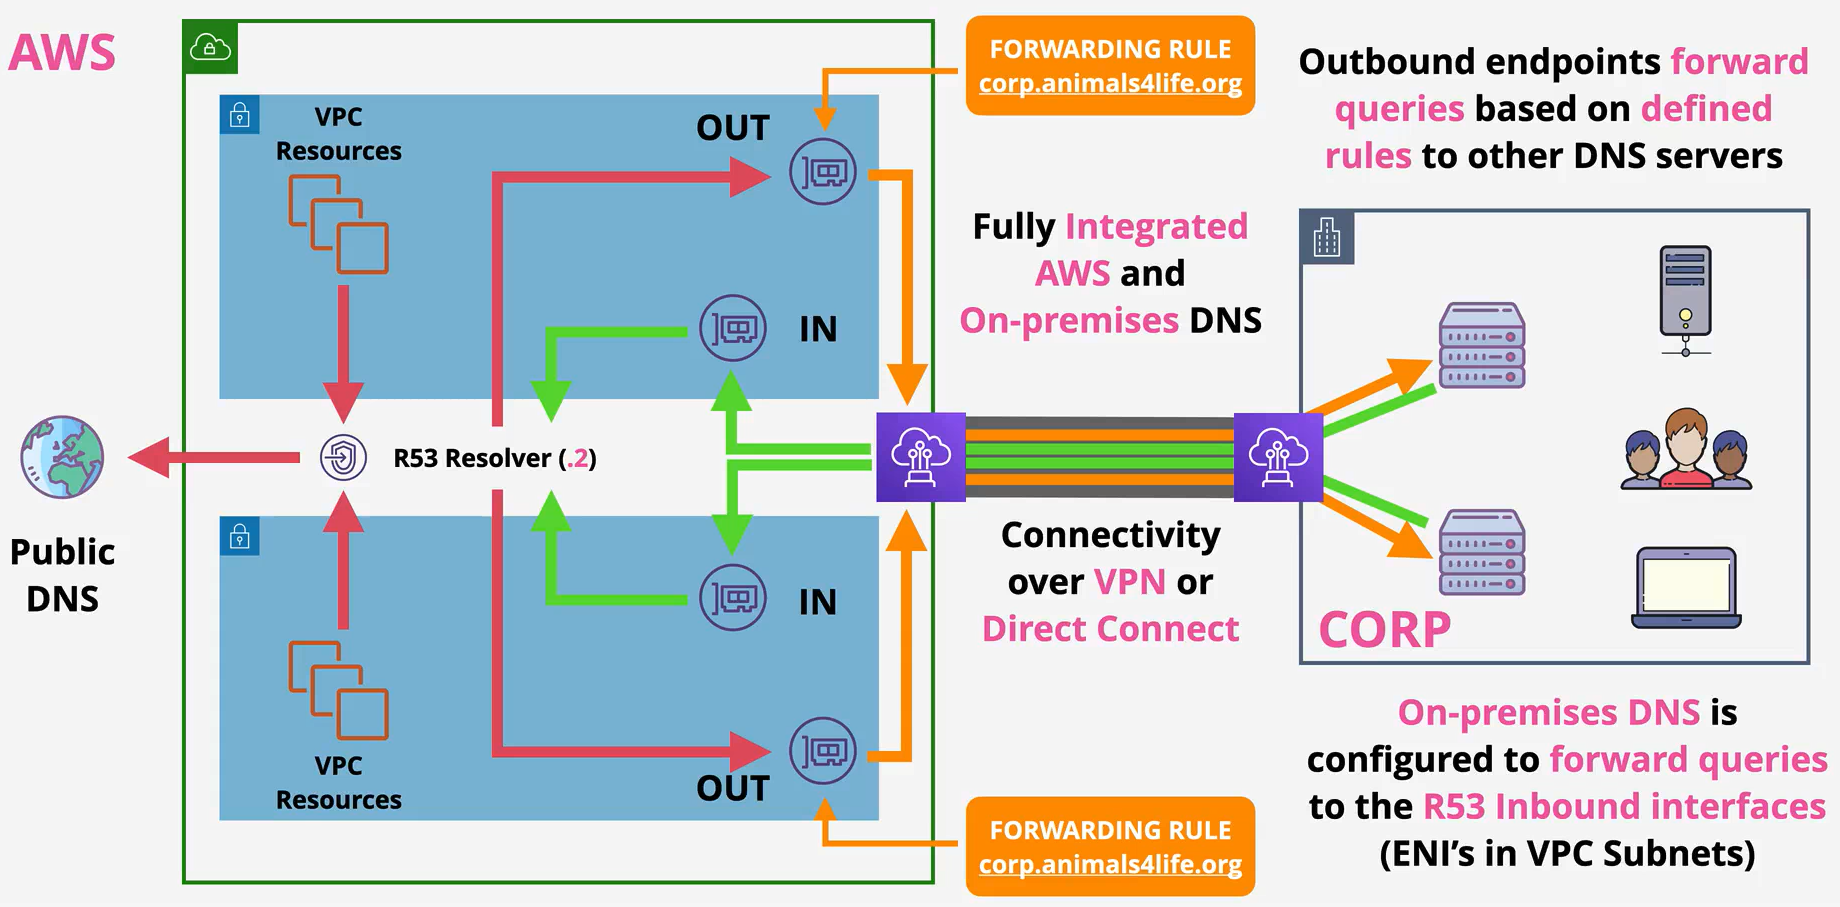 AWS
VPC
Resources
OUT
IN
R53 Resolver (.2)
Public
DNS
IN
VPC
Resources
OUT
FORWARDING RULE
corp.animals4life.org
Fully Integrated
AWS and
On-premises DNS
Connectivity
over VPN or
Direct Connect
FORWARDING RULE
corp.animals4life.org
Outbound endpoints forward
queries based on defined
rules to other DNS servers
CORP
On-premises DNS is
configured to forward queries
to the R53 Inbound interfaces
(ENI's in VPC Subnets)